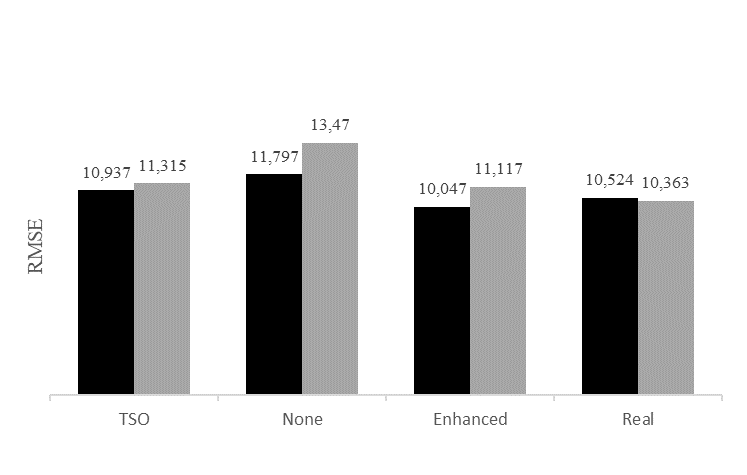 13,47
11,797
10,937
11,315
11,117
10,047
10,524
10,363
RMSE
TSO
None
Enhanced
Real